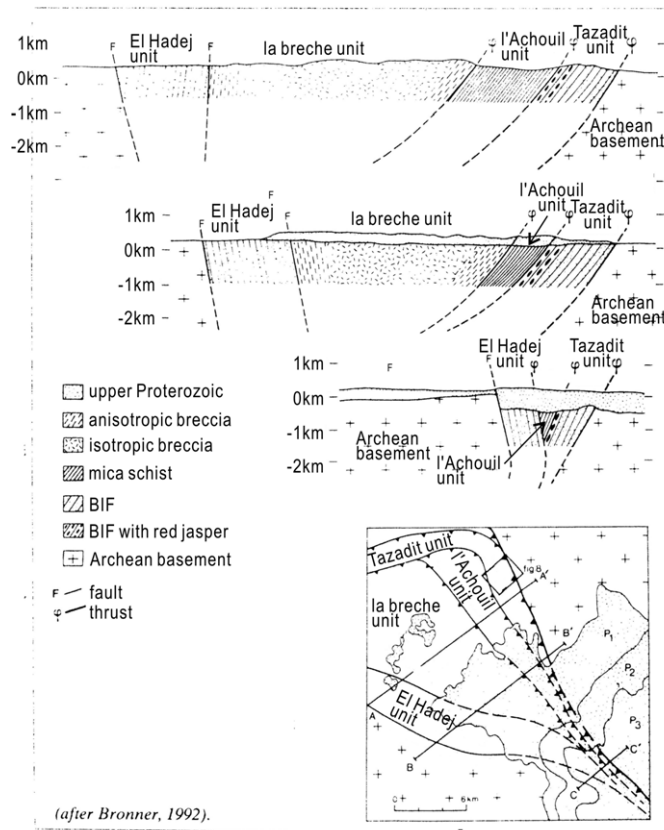 1km
0km
-1km
-2km
F
El Hadej
unit
F
la breche unit
φ
l'Achouil
unit
φ
Tazadit
unit
φ
Archean
basement
1km
0km
-1km
-2km
F
El Hadej
unit
F
F
la breche unit
l'Achouil
unit
φ
φ
Tazadit
unit
φ
Archean
basement
1km
0km
-1km
-2km
F
El Hadej
unit
F
φ
φ
Tazadit
unit
φ
Archean
basement
l'Achouil
unit
upper Proterozoic
anisotropic breccia
isotropic breccia
mica schist
BIF
BIF with red jasper
Archean basement
F fault
φ thrust
Tazadit unit
l'Achouil
unit
fig 8
A'
la breche
unit
B'
P1
P2
P3
El Hadej
unit
A
B
C
C'
0 6km
(after Bronner, 1992).